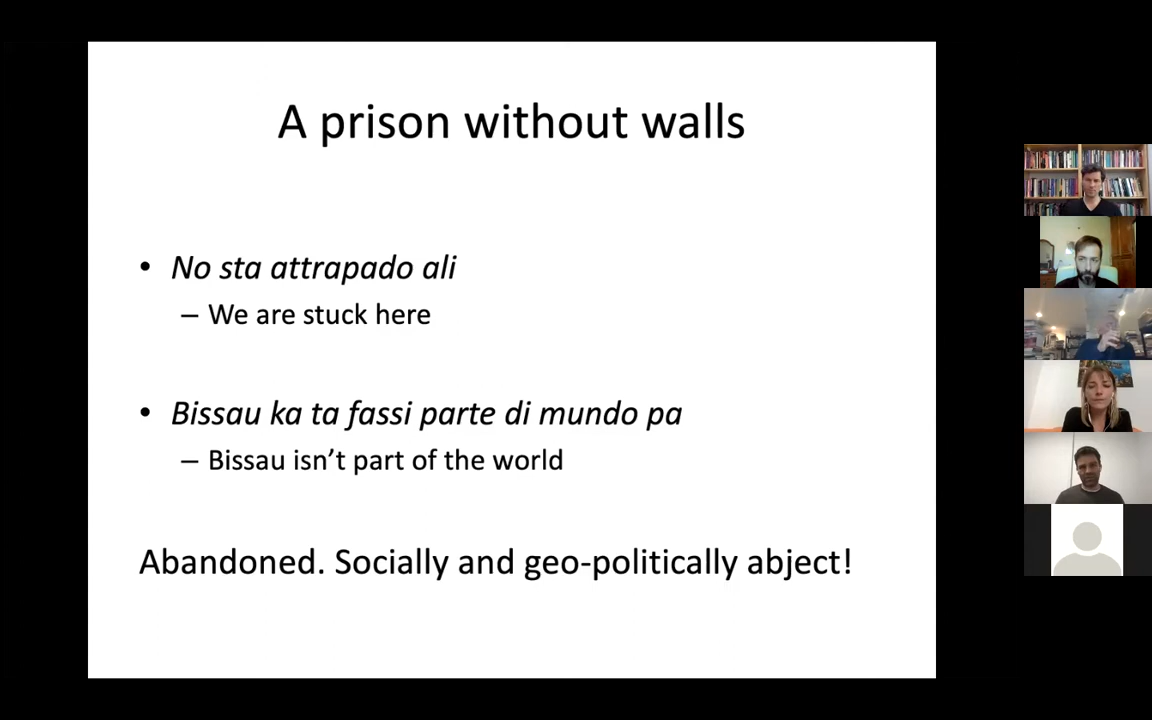 A prison without walls
• No sta attrapado ali
– We are stuck here
• Bissau ka ta fassi parte di mundo pa
– Bissau isn’t part of the world
Abandoned. Socially and geo-politically abject!